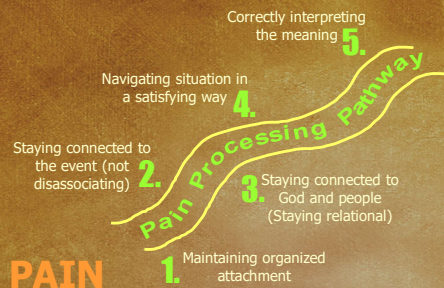 Correctly interpreting
the meaning 5.
Navigating situation in
a satisfying way 4.
Pain Processing Pathway
Staying connected to
the event (not
disassociating) 2.
3. Staying connected to
God and people
(Staying relational)
1. Maintaining organized
attachment
PAIN